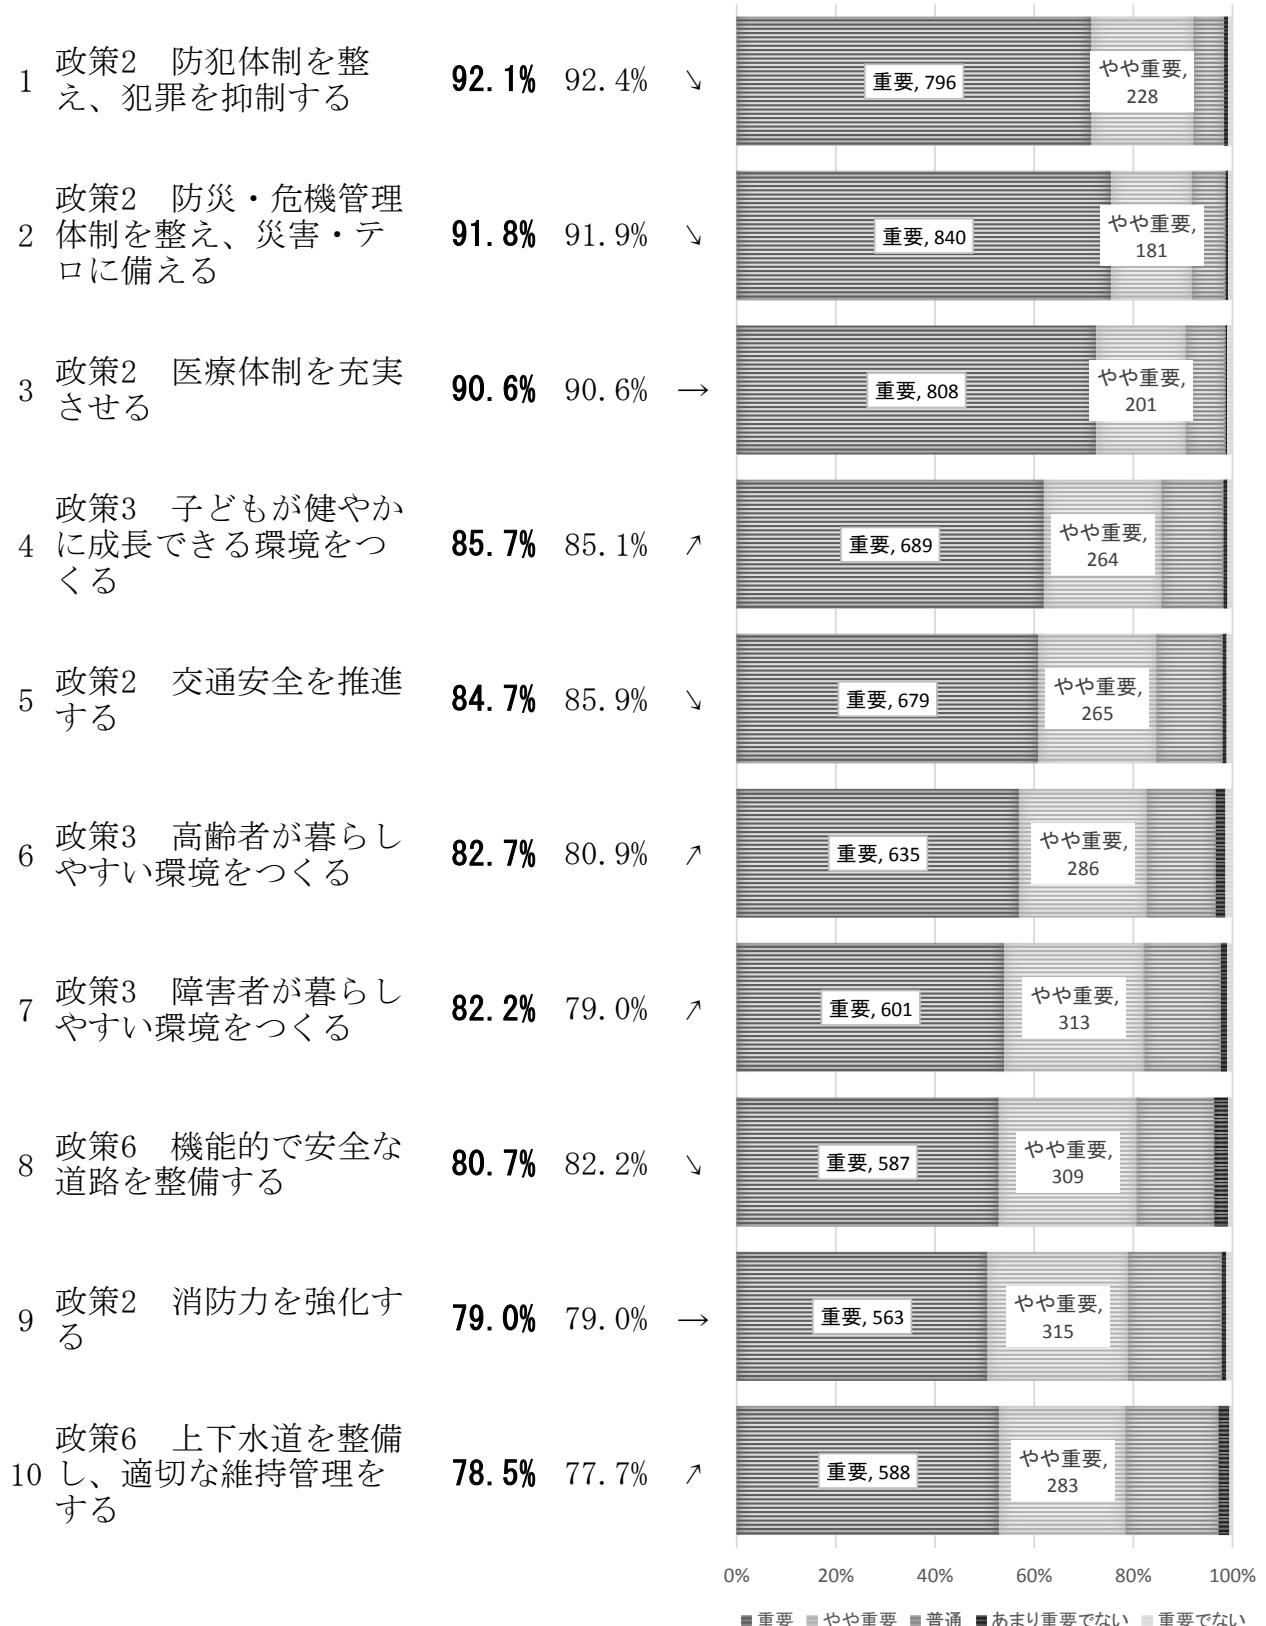 1 政策2　防犯体制を整
え、犯罪を抑制する
92.1% 92.4% ↘
重要, 796
やや重要,
228
2 政策2　防災・危機管理
体制を整え、災害・テ
ロに備える
91.8% 91.9% ↘
重要, 840
やや重要,
181
3 政策2　医療体制を充実
させる
90.6% 90.6% →
重要, 808
やや重要,
201
4 政策3　子どもが健やか
に成長できる環境をつ
くる
85.7% 85.1% ↗
重要, 689
やや重要,
264
5 政策2　交通安全を推進
する
84.7% 85.9% ↘
重要, 679
やや重要,
265
6 政策3　高齢者が暮らし
やすい環境をつくる
82.7% 80.9% ↗
重要, 635
やや重要,
286
7 政策3　障害者が暮らし
やすい環境をつくる
82.2% 79.0% ↗
重要, 601
やや重要,
313
8 政策6　機能的で安全な
道路を整備する
80.7% 82.2% ↘
重要, 587
やや重要,
309
9 政策2　消防力を強化す
る
79.0% 79.0% →
重要, 563
やや重要,
315
10 政策6　上下水道を整備
し、適切な維持管理を
する
78.5% 77.7% ↗
重要, 588
やや重要,
283
0% 20% 40% 60% 80% 100%
重要 やや重要 普通 あまり重要でない 重要でない